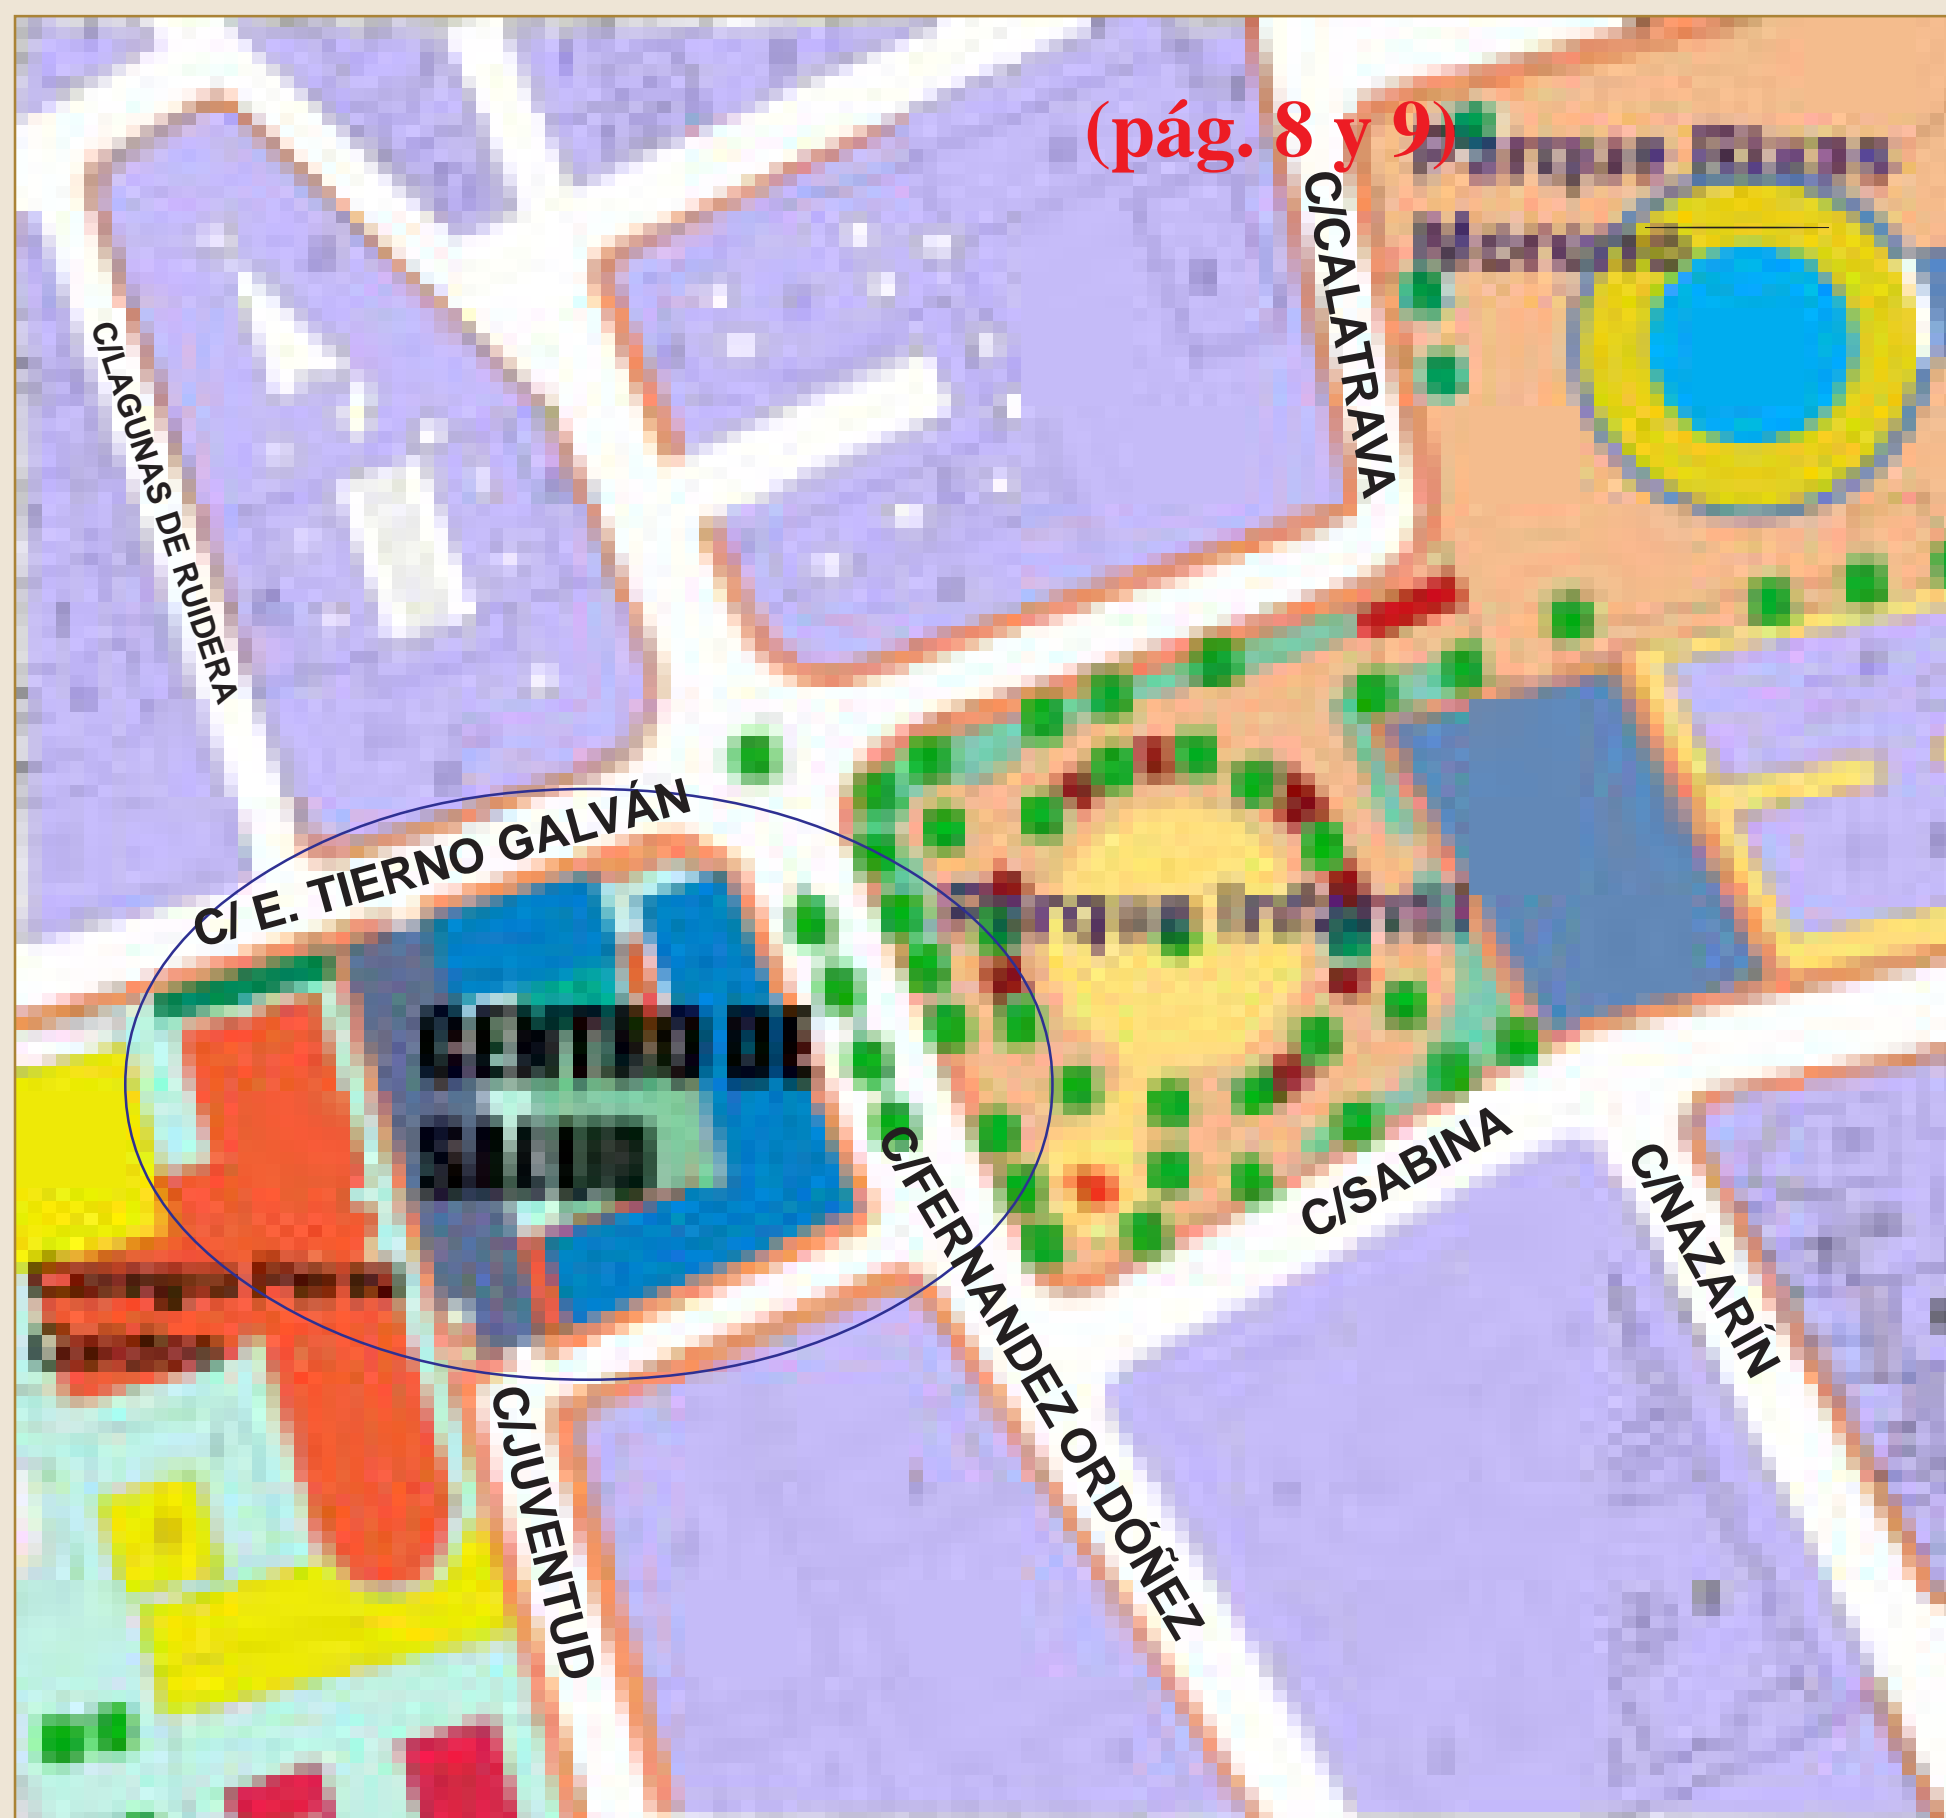 (pág. 8 y 9)
C/CALATRAVA
C/LAGUNAS DE RUIDERA
C/ E. TIERNO GALVÁN
CENTRO DE
SALUD
C/FERNANDEZ ORDÓÑEZ
C/SABINA
C/NAZARÍN
C/JUVENTUD